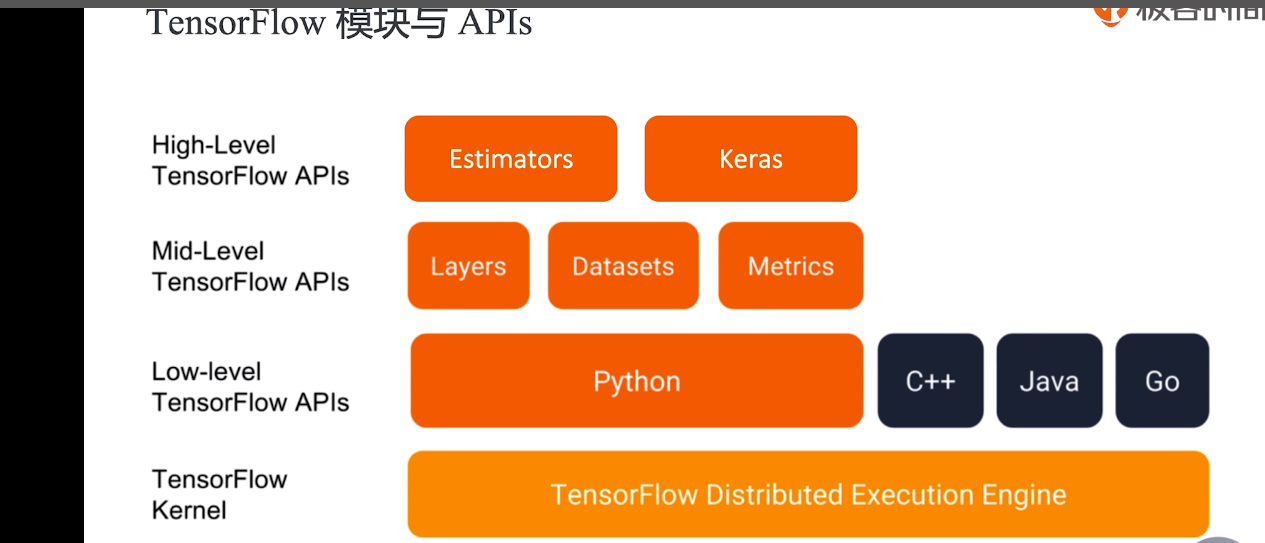 TensorFlow 模块与 APIs
High-Level
TensorFlow APIs
Estimators
Keras
Mid-Level
TensorFlow APIs
Layers
Datasets
Metrics
Low-level
TensorFlow APIs
Python
C++
Java
Go
TensorFlow
Kernel
TensorFlow Distributed Execution Engine